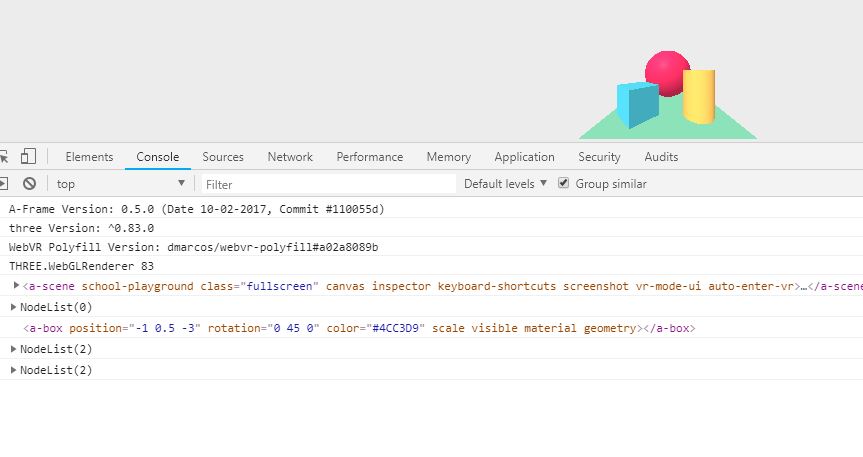 Elements Console Sources Network Performance Memory Application Security Audits
top Filter Default levels Group similar
A-Frame Version: 0.5.0 (Date 10-02-2017, Commit #110055d)
three Version: ^0.83.0
WebVR Polyfill Version: dmarcos/webvr-polyfill#a02a8089b
THREE.WebGLRenderer 83
<a-scene school-playground class="fullscreen" canvas inspector keyboard-shortcuts screenshot vr-mode-ui auto-enter-vr>…</a-scene
NodeList(0)
<a-box position="-1 0.5 -3" rotation="0 45 0" color="#4CC3D9" scale visible material geometry></a-box>
NodeList(2)
NodeList(2)